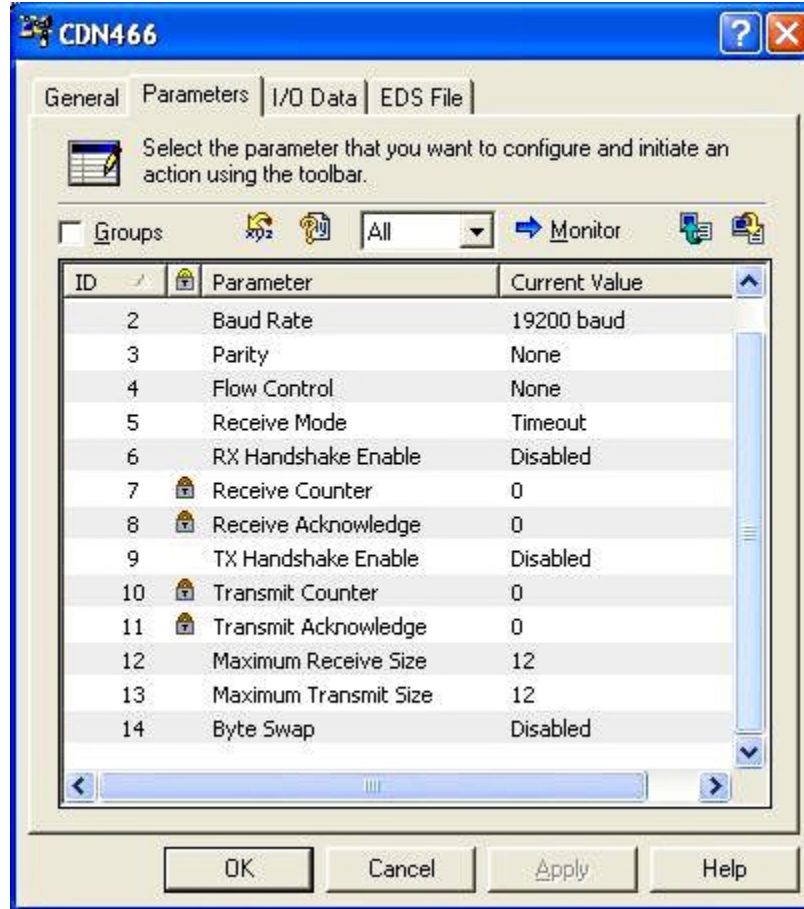 CDN466
General Parameters I/O Data EDS File
Select the parameter that you want to configure and initiate an
action using the toolbar.
Groups All Monitor
ID Parameter Current Value
2 Baud Rate 19200 baud
3 Parity None
4 Flow Control None
5 Receive Mode Timeout
6 RX Handshake Enable Disabled
7 Receive Counter 0
8 Receive Acknowledge 0
9 TX Handshake Enable Disabled
10 Transmit Counter 0
11 Transmit Acknowledge 0
12 Maximum Receive Size 12
13 Maximum Transmit Size 12
14 Byte Swap Disabled
OK Cancel Apply Help